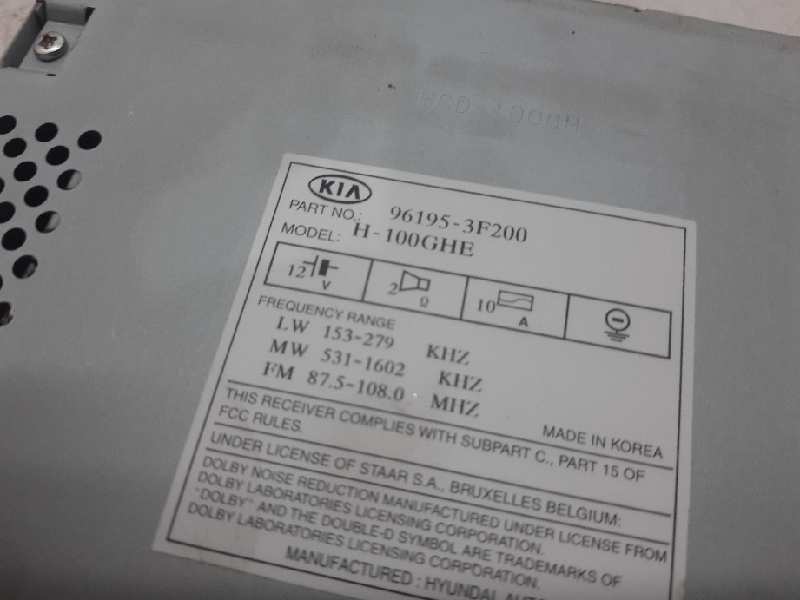 KIA
PART NO.: 96195-3F200
MODEL: H-100GHE
12 V 2 Ω 10 A
FREQUENCY RANGE
LW 153-279 KHZ
MW 531-1602 KHZ
FM 87.5-108.0 MHZ
MADE IN KOREA
THIS RECEIVER COMPLIES WITH SUBPART C., PART 15 OF
FCC RULES.
UNDER LICENSE OF STAAR S.A., BRUXELLES BELGIUM:
DOLBY NOISE REDUCTION MANUFACTURED UNDER LICENSE FROM
DOLBY LABORATORIES LICENSING CORPORATION.
"DOLBY" AND THE DOUBLE-D SYMBOL ARE TRADEMARKS OF
DOLBY LABORATORIES LICENSING CORPORATION.
MANUFACTURED : HYUNDAI AUT